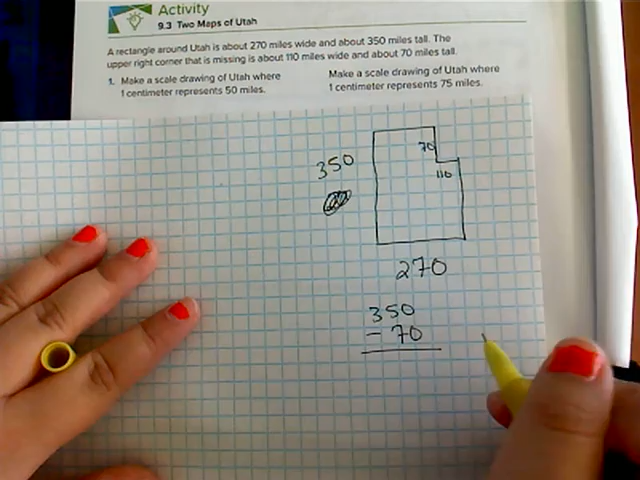 Activity
9.3 Two Maps of Utah
A rectangle around Utah is about 270 miles wide and about 350 miles tall. The
upper right corner that is missing is about 110 miles wide and about 70 miles tall.
1. Make a scale drawing of Utah where
1 centimeter represents 50 miles.
Make a scale drawing of Utah where
1 centimeter represents 75 miles.
350
70
110
270
350
- 70